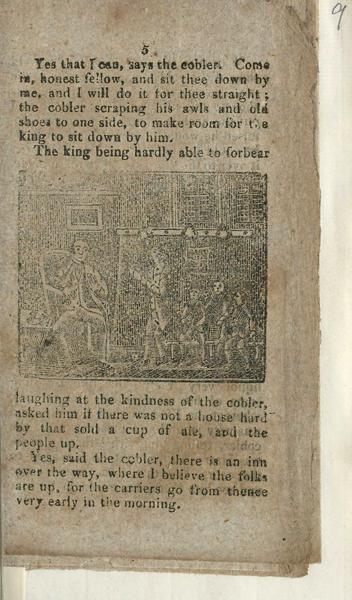 9
5
Yes that I can, says the cobler. Come
in, honest fellow, and sit thee down by
me, and I will do it for thee straight;
the cobler scraping his awls and old
shoes to one side, to make room for the
king to sit down by him.
The king being hardly able to forbear
laughing at the kindness of the cobler,
asked him if there was not a house hard
by that sold a cup of ale, and the
people up.
Yes, said the cobler, there is an inn
over the way, where I believe the folks
are up, for the carriers go from thence
very early in the morning.